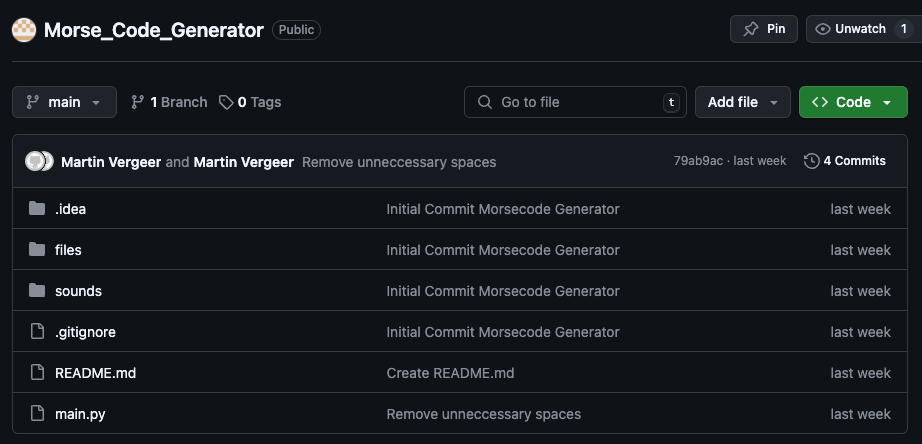 Morse_Code_Generator Public Pin Unwatch 1
main 1 Branch 0 Tags Go to file t Add file Code
Martin Vergeer and Martin Vergeer Remove unneccessary spaces 79ab9ac · last week 4 Commits
.idea Initial Commit Morsecode Generator last week
files Initial Commit Morsecode Generator last week
sounds Initial Commit Morsecode Generator last week
.gitignore Initial Commit Morsecode Generator last week
README.md Create README.md last week
main.py Remove unneccessary spaces last week